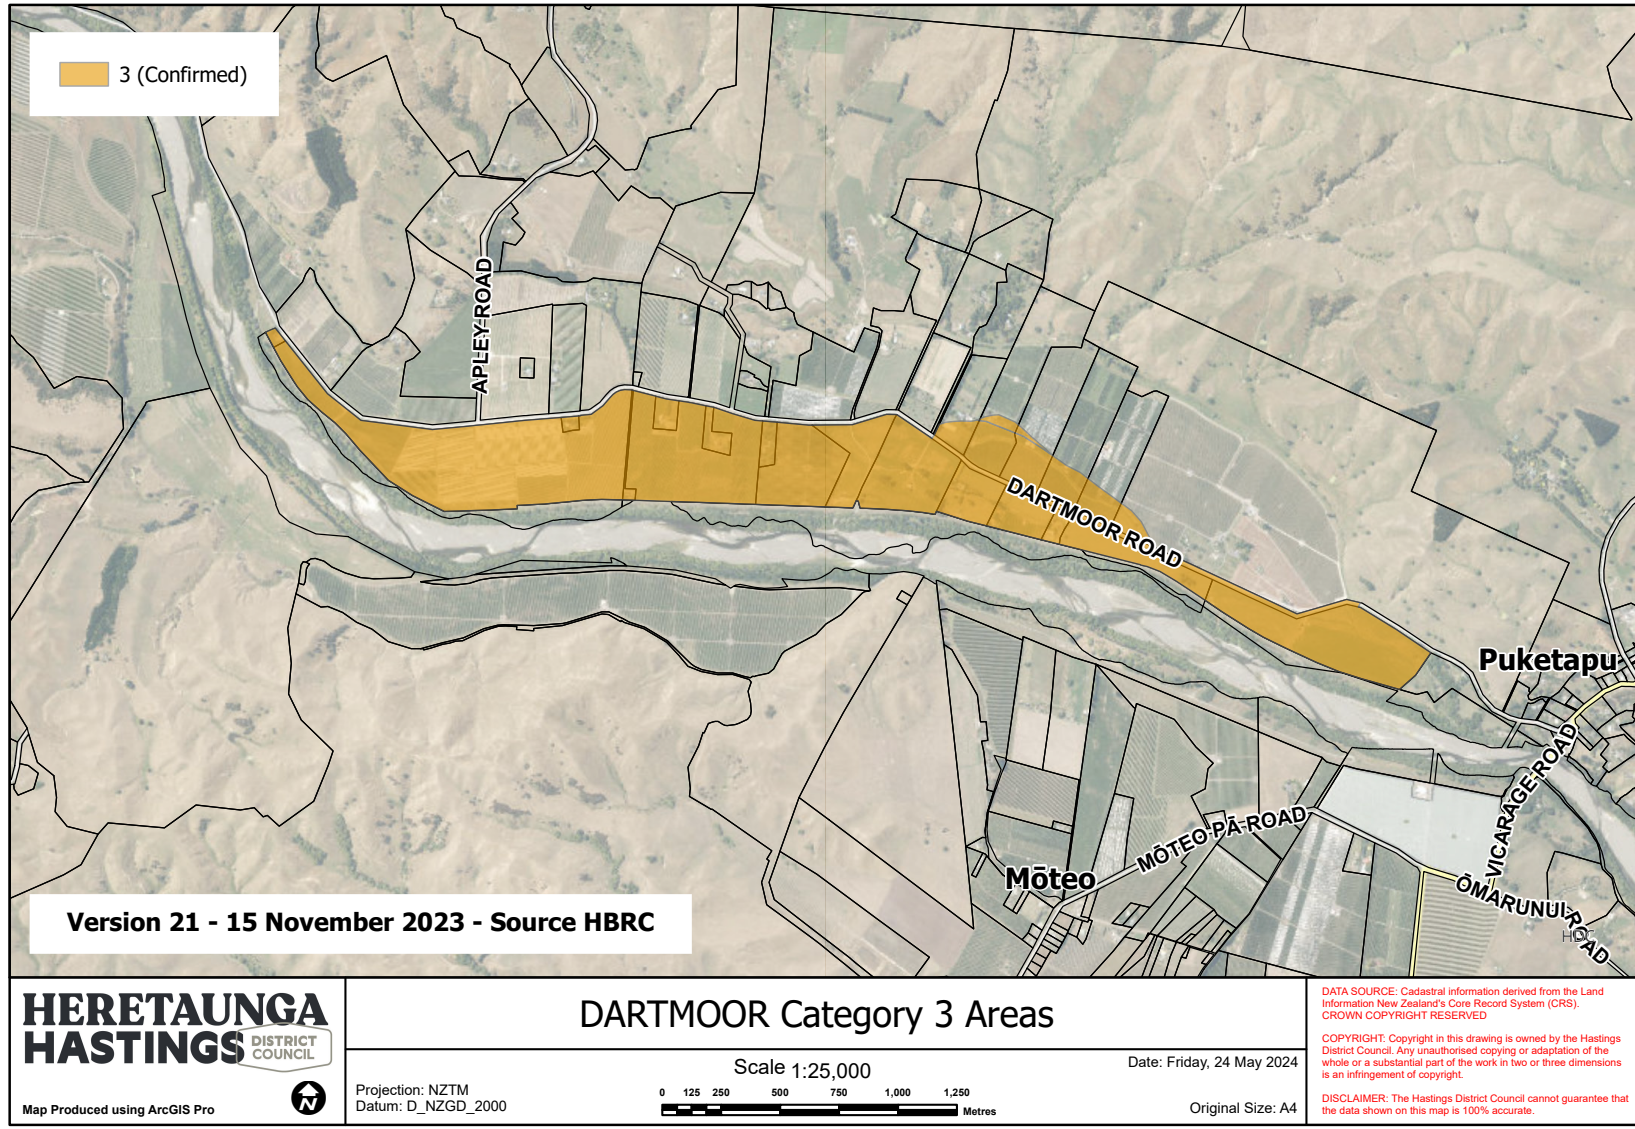 3 (Confirmed)
APLEY ROAD
DARTMOOR ROAD
Puketapu
VICARAGE ROAD
MŌTEO PĀ ROAD
Mōteo
ŌMARUNUI ROAD
HDC
Version 21 - 15 November 2023 - Source HBRC
HERETAUNGA
HASTINGS
DISTRICT
COUNCIL
N
Map Produced using ArcGIS Pro
DARTMOOR Category 3 Areas
Projection: NZTM
Datum: D_NZGD_2000
Scale 1:25,000
0 125 250 500 750 1,000 1,250
Metres
Date: Friday, 24 May 2024
Original Size: A4
DATA SOURCE: Cadastral information derived from the Land
Information New Zealand's Core Record System (CRS).
CROWN COPYRIGHT RESERVED
COPYRIGHT: Copyright in this drawing is owned by the Hastings
District Council. Any unauthorised copying or adaptation of the
whole or a substantial part of the work in two or three dimensions
is an infringement of copyright.
DISCLAIMER: The Hastings District Council cannot guarantee that
the data shown on this map is 100% accurate.